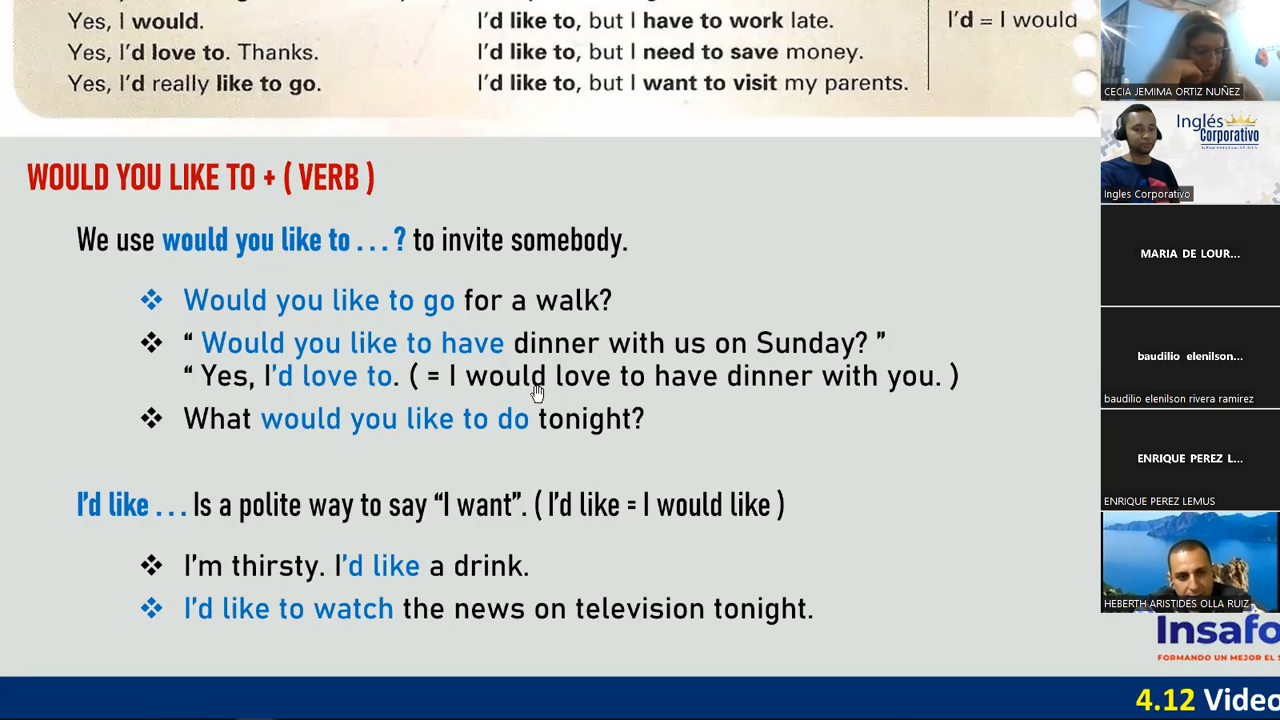 Yes, I would.
Yes, I'd love to. Thanks.
Yes, I'd really like to go.
I'd like to, but I have to work late.
I'd like to, but I need to save money.
I'd like to, but I want to visit my parents.
I'd = I would
WOULD YOU LIKE TO + ( VERB )
We use would you like to . . . ? to invite somebody.
❖ Would you like to go for a walk?
❖ “ Would you like to have dinner with us on Sunday? ”
“ Yes, I’d love to. ( = I would love to have dinner with you. )
❖ What would you like to do tonight?
I’d like . . . Is a polite way to say “I want”. ( I’d like = I would like )
❖ I’m thirsty. I’d like a drink.
❖ I’d like to watch the news on television tonight.
CECIA JEMIMA ORTIZ NUÑEZ
Inglés
Corporativo
Ingles Corporativo
MARIA DE LOUR...
baudilio elenilson...
baudilio elenilson rivera ramirez
ENRIQUE PEREZ L...
ENRIQUE PEREZ LEMUS
HEBERTH ARISTIDES OLLA RUIZ
Insafo
FORMANDO UN MEJOR EL S
4.12 Video